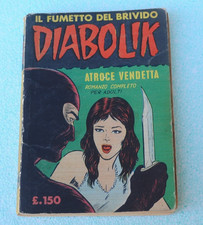 IL FUMETTO DEL BRIVIDO
DIABOLIK
ATROCE VENDETTA
ROMANZO COMPLETO
PER ADULTI
£.150